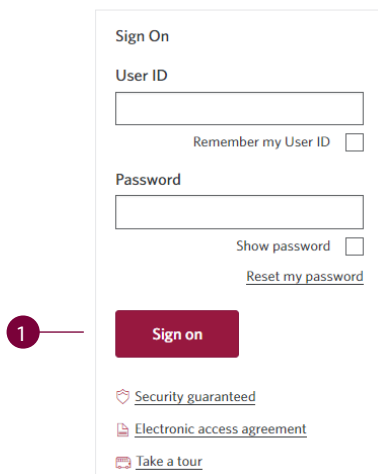 Sign On
User ID
Remember my User ID
Password
Show password
Reset my password
1
Sign on
Security guaranteed
Electronic access agreement
Take a tour